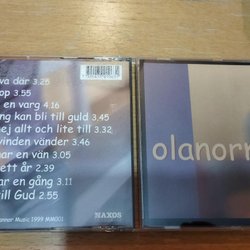 va där 3.25
op 3.55
en varg 4.16
ng kan bli till guld 3.45
ej allt och lite till 3.32
vinden vänder 3.46
ar en vän 3.05
ett år 2.39
ar en gång 3.11
till Gud 2.55
anner Music 1999 MM001
NAXOS
olanorr